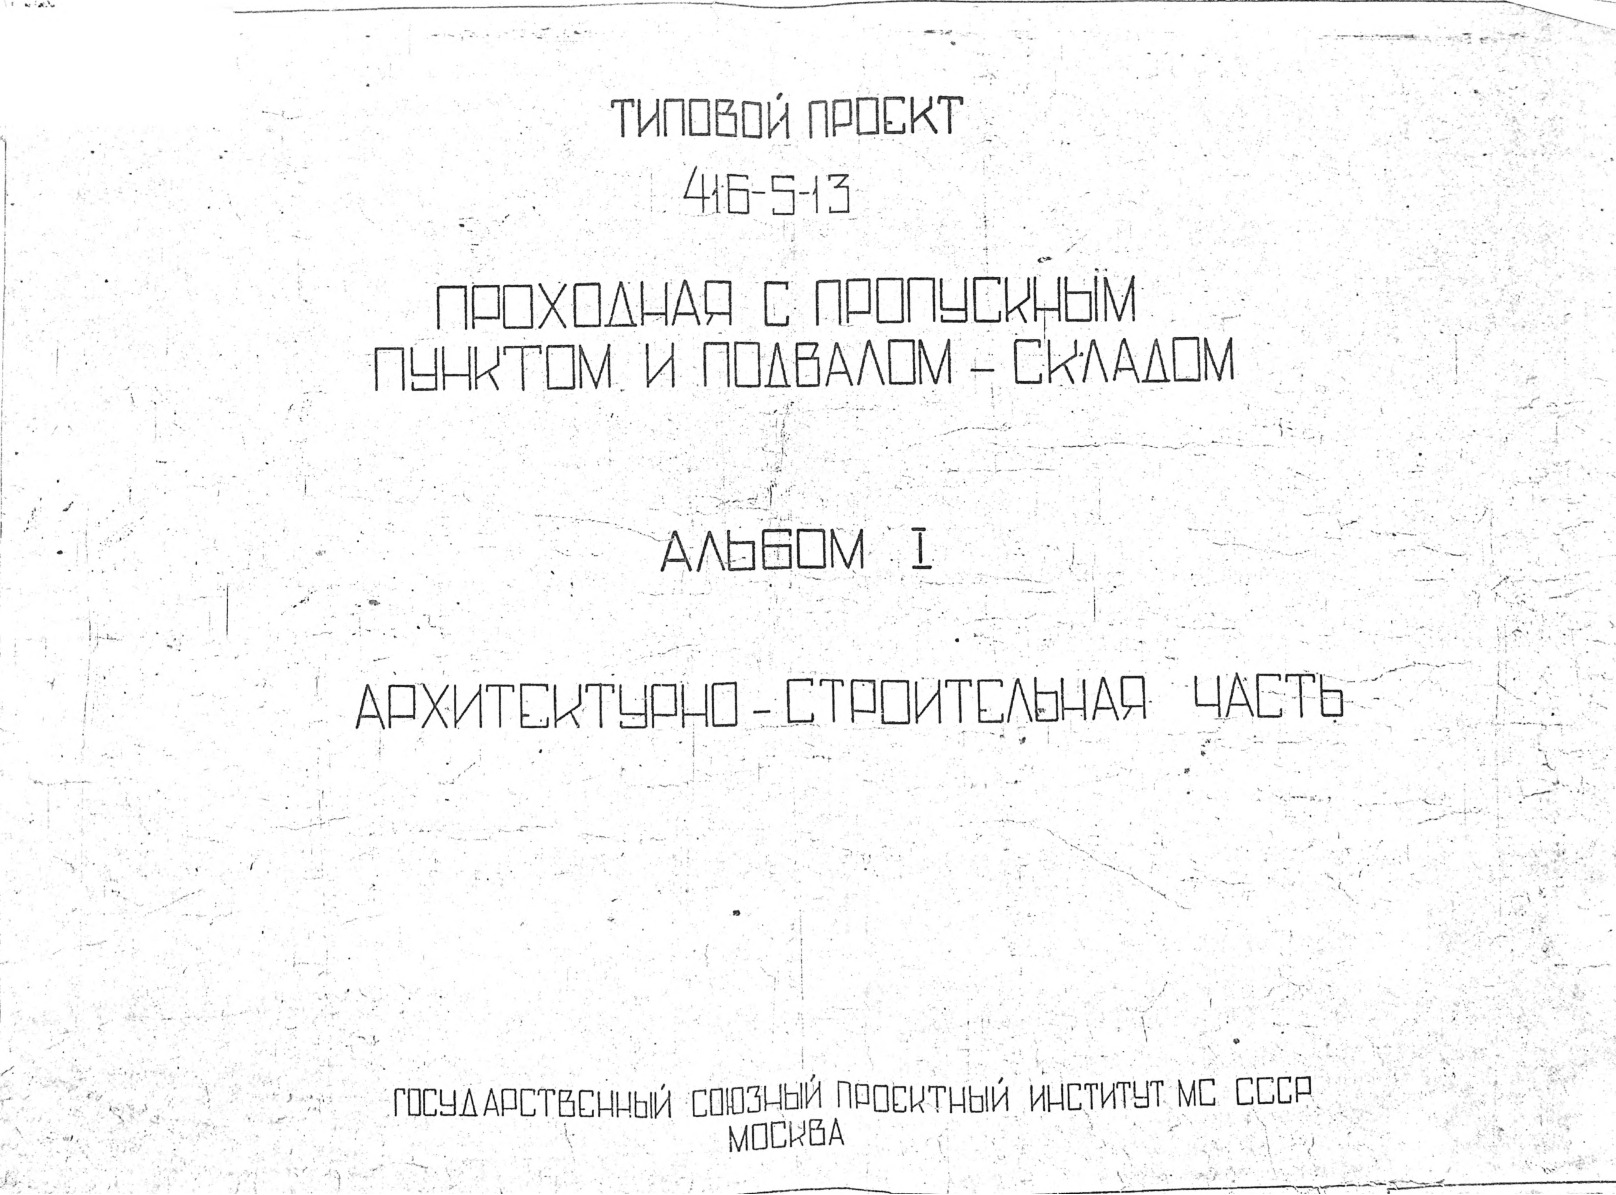 ТИПОВОЙ ПРОЕКТ
416-5-13
ПРОХОДНАЯ С ПРОПУСКНЫМ
ПУНКТОМ И ПОДВАЛОМ - СКЛАДОМ
АЛЬБОМ I
АРХИТЕКТУРНО - СТРОИТЕЛЬНАЯ ЧАСТЬ
ГОСУДАРСТВЕННЫЙ СОЮЗНЫЙ ПРОЕКТНЫЙ ИНСТИТУТ МС СССР
МОСКВА